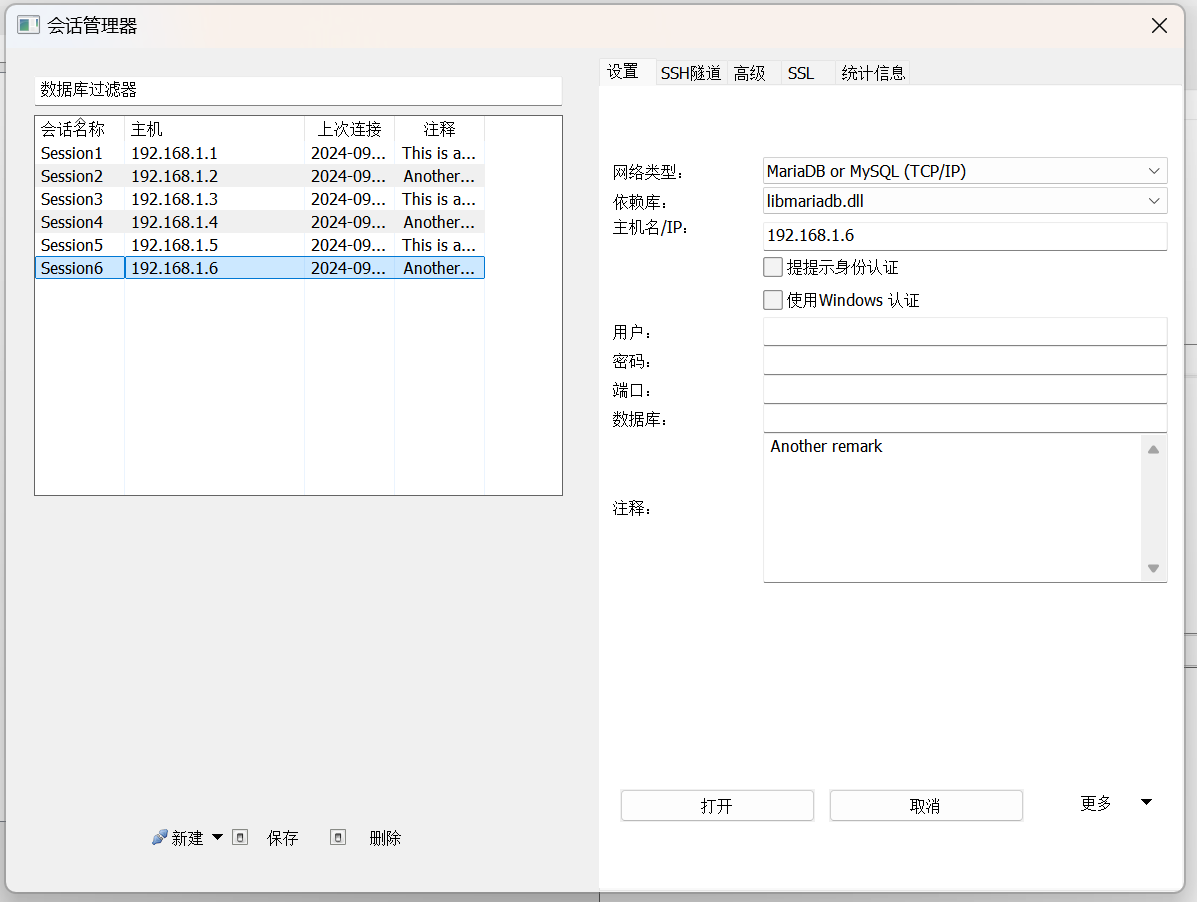 会话管理器
数据库过滤器
会话名称 主机 上次连接 注释
Session1 192.168.1.1 2024-09... This is a...
Session2 192.168.1.2 2024-09... Another...
Session3 192.168.1.3 2024-09... This is a...
Session4 192.168.1.4 2024-09... Another...
Session5 192.168.1.5 2024-09... This is a...
Session6 192.168.1.6 2024-09... Another...
新建 保存 删除
设置 SSH隧道 高级 SSL 统计信息
网络类型： MariaDB or MySQL (TCP/IP)
依赖库： libmariadb.dll
主机名/IP： 192.168.1.6
提提示身份认证
使用Windows 认证
用户：
密码：
端口：
数据库：
注释： Another remark
打开 取消 更多